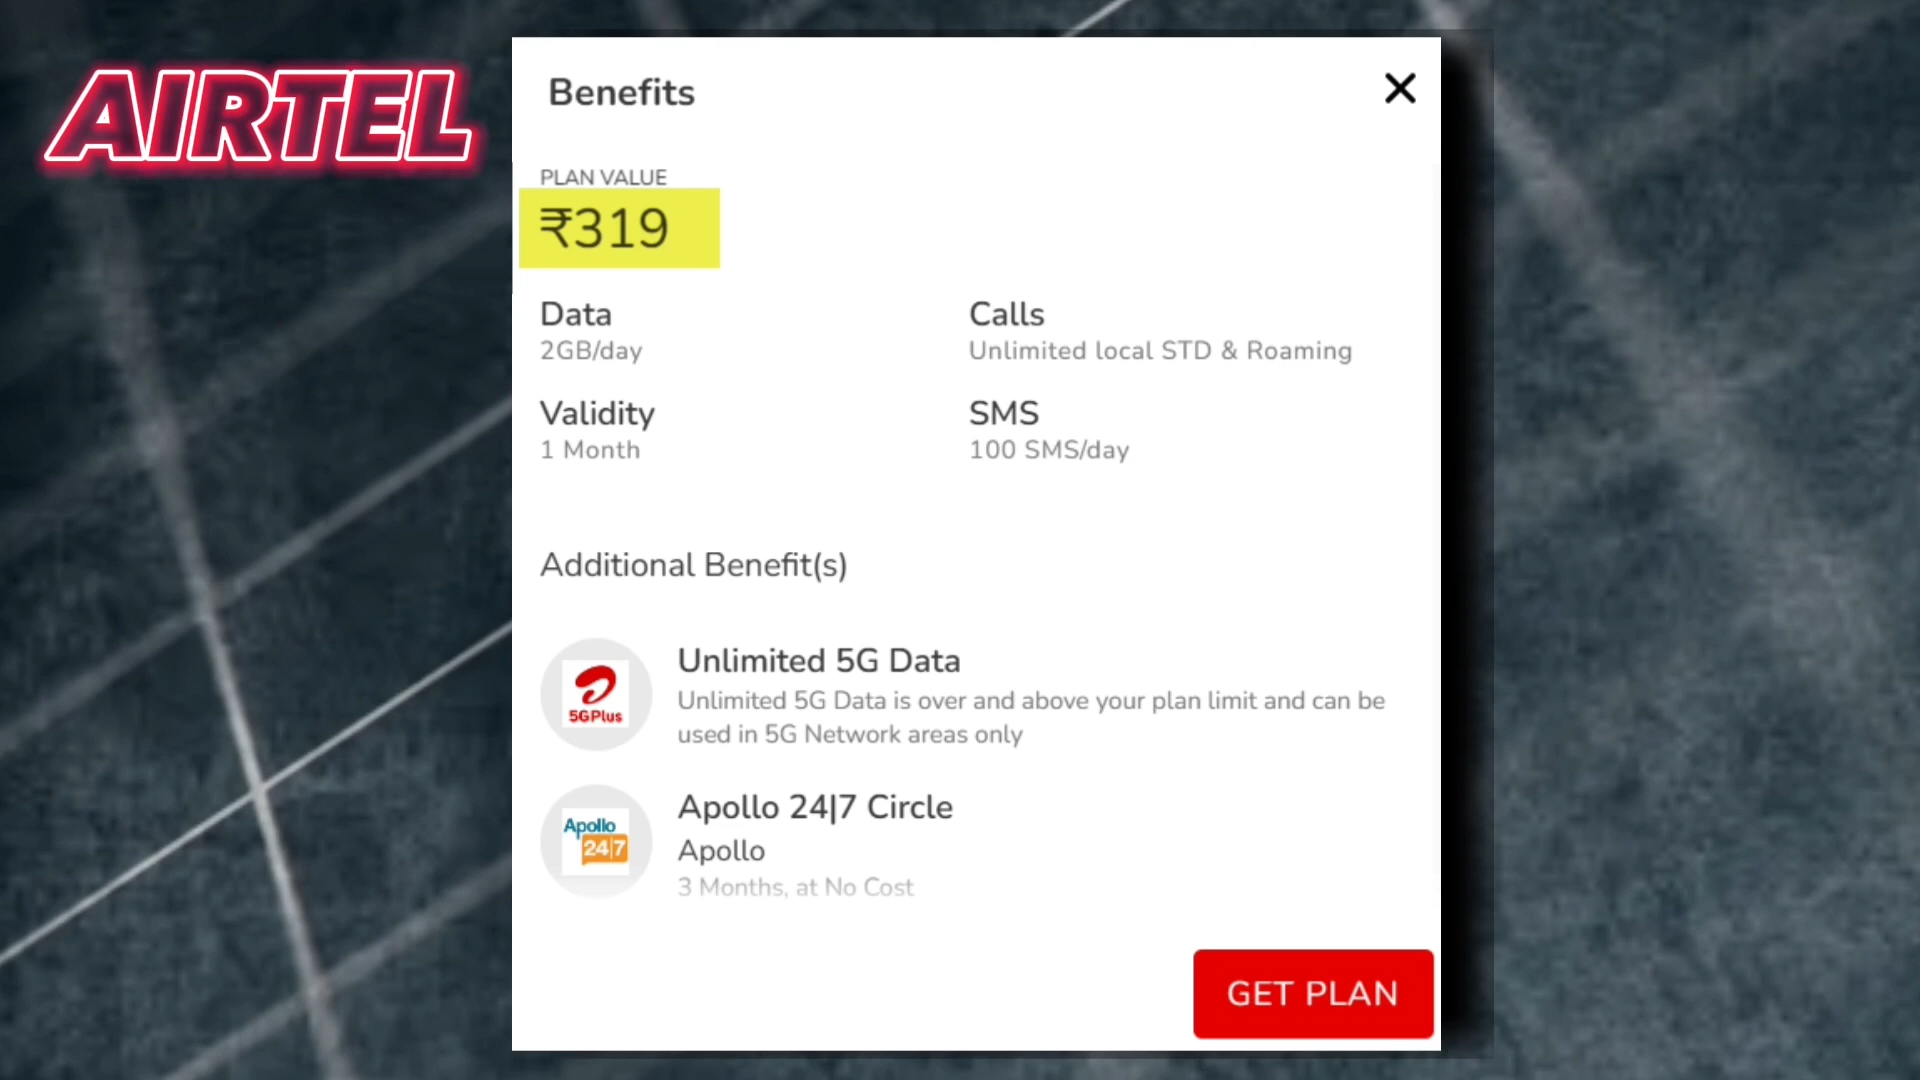 AIRTEL
Benefits
PLAN VALUE
₹319
Data
2GB/day
Calls
Unlimited local STD & Roaming
Validity
1 Month
SMS
100 SMS/day
Additional Benefit(s)
5G Plus
Unlimited 5G Data
Unlimited 5G Data is over and above your plan limit and can be
used in 5G Network areas only
Apollo
24|7
Apollo 24|7 Circle
Apollo
3 Months, at No Cost
GET PLAN